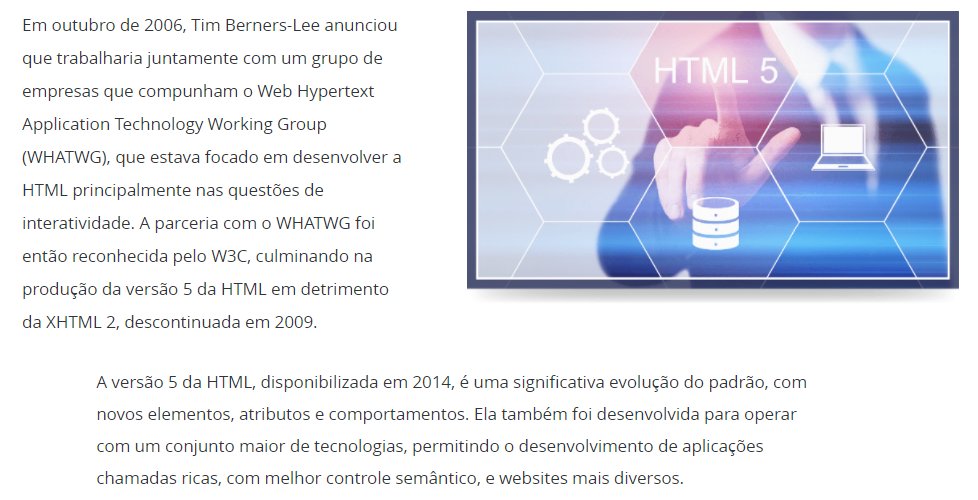 Em outubro de 2006, Tim Berners-Lee anunciou
que trabalharia juntamente com um grupo de
empresas que compunham o Web Hypertext
Application Technology Working Group
(WHATWG), que estava focado em desenvolver a
HTML principalmente nas questões de
interatividade. A parceria com o WHATWG foi
então reconhecida pelo W3C, culminando na
produção da versão 5 da HTML em detrimento
da XHTML 2, descontinuada em 2009.
HTML 5
A versão 5 da HTML, disponibilizada em 2014, é uma significativa evolução do padrão, com
novos elementos, atributos e comportamentos. Ela também foi desenvolvida para operar
com um conjunto maior de tecnologias, permitindo o desenvolvimento de aplicações
chamadas ricas, com melhor controle semântico, e websites mais diversos.